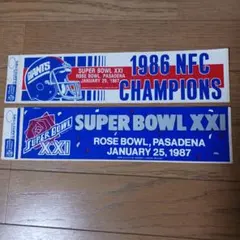 GIANTS
SUPER BOWL XXI
ROSE BOWL, PASADENA
JANUARY 25, 1987
1986 NFC
CHAMPIONS
SUPER BOWL
XXI
SUPER BOWL XXI
ROSE BOWL, PASADENA
JANUARY 25, 1987